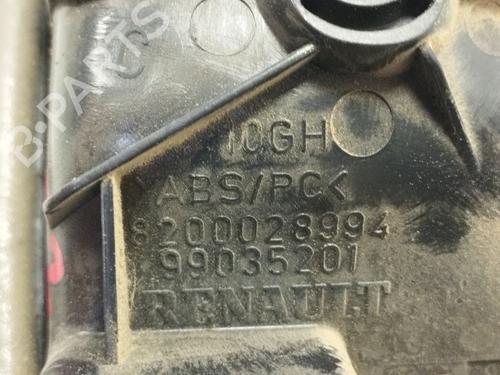 10GH
>ABS/PC<
8200028994
99035201
RENAULT
B-PARTS